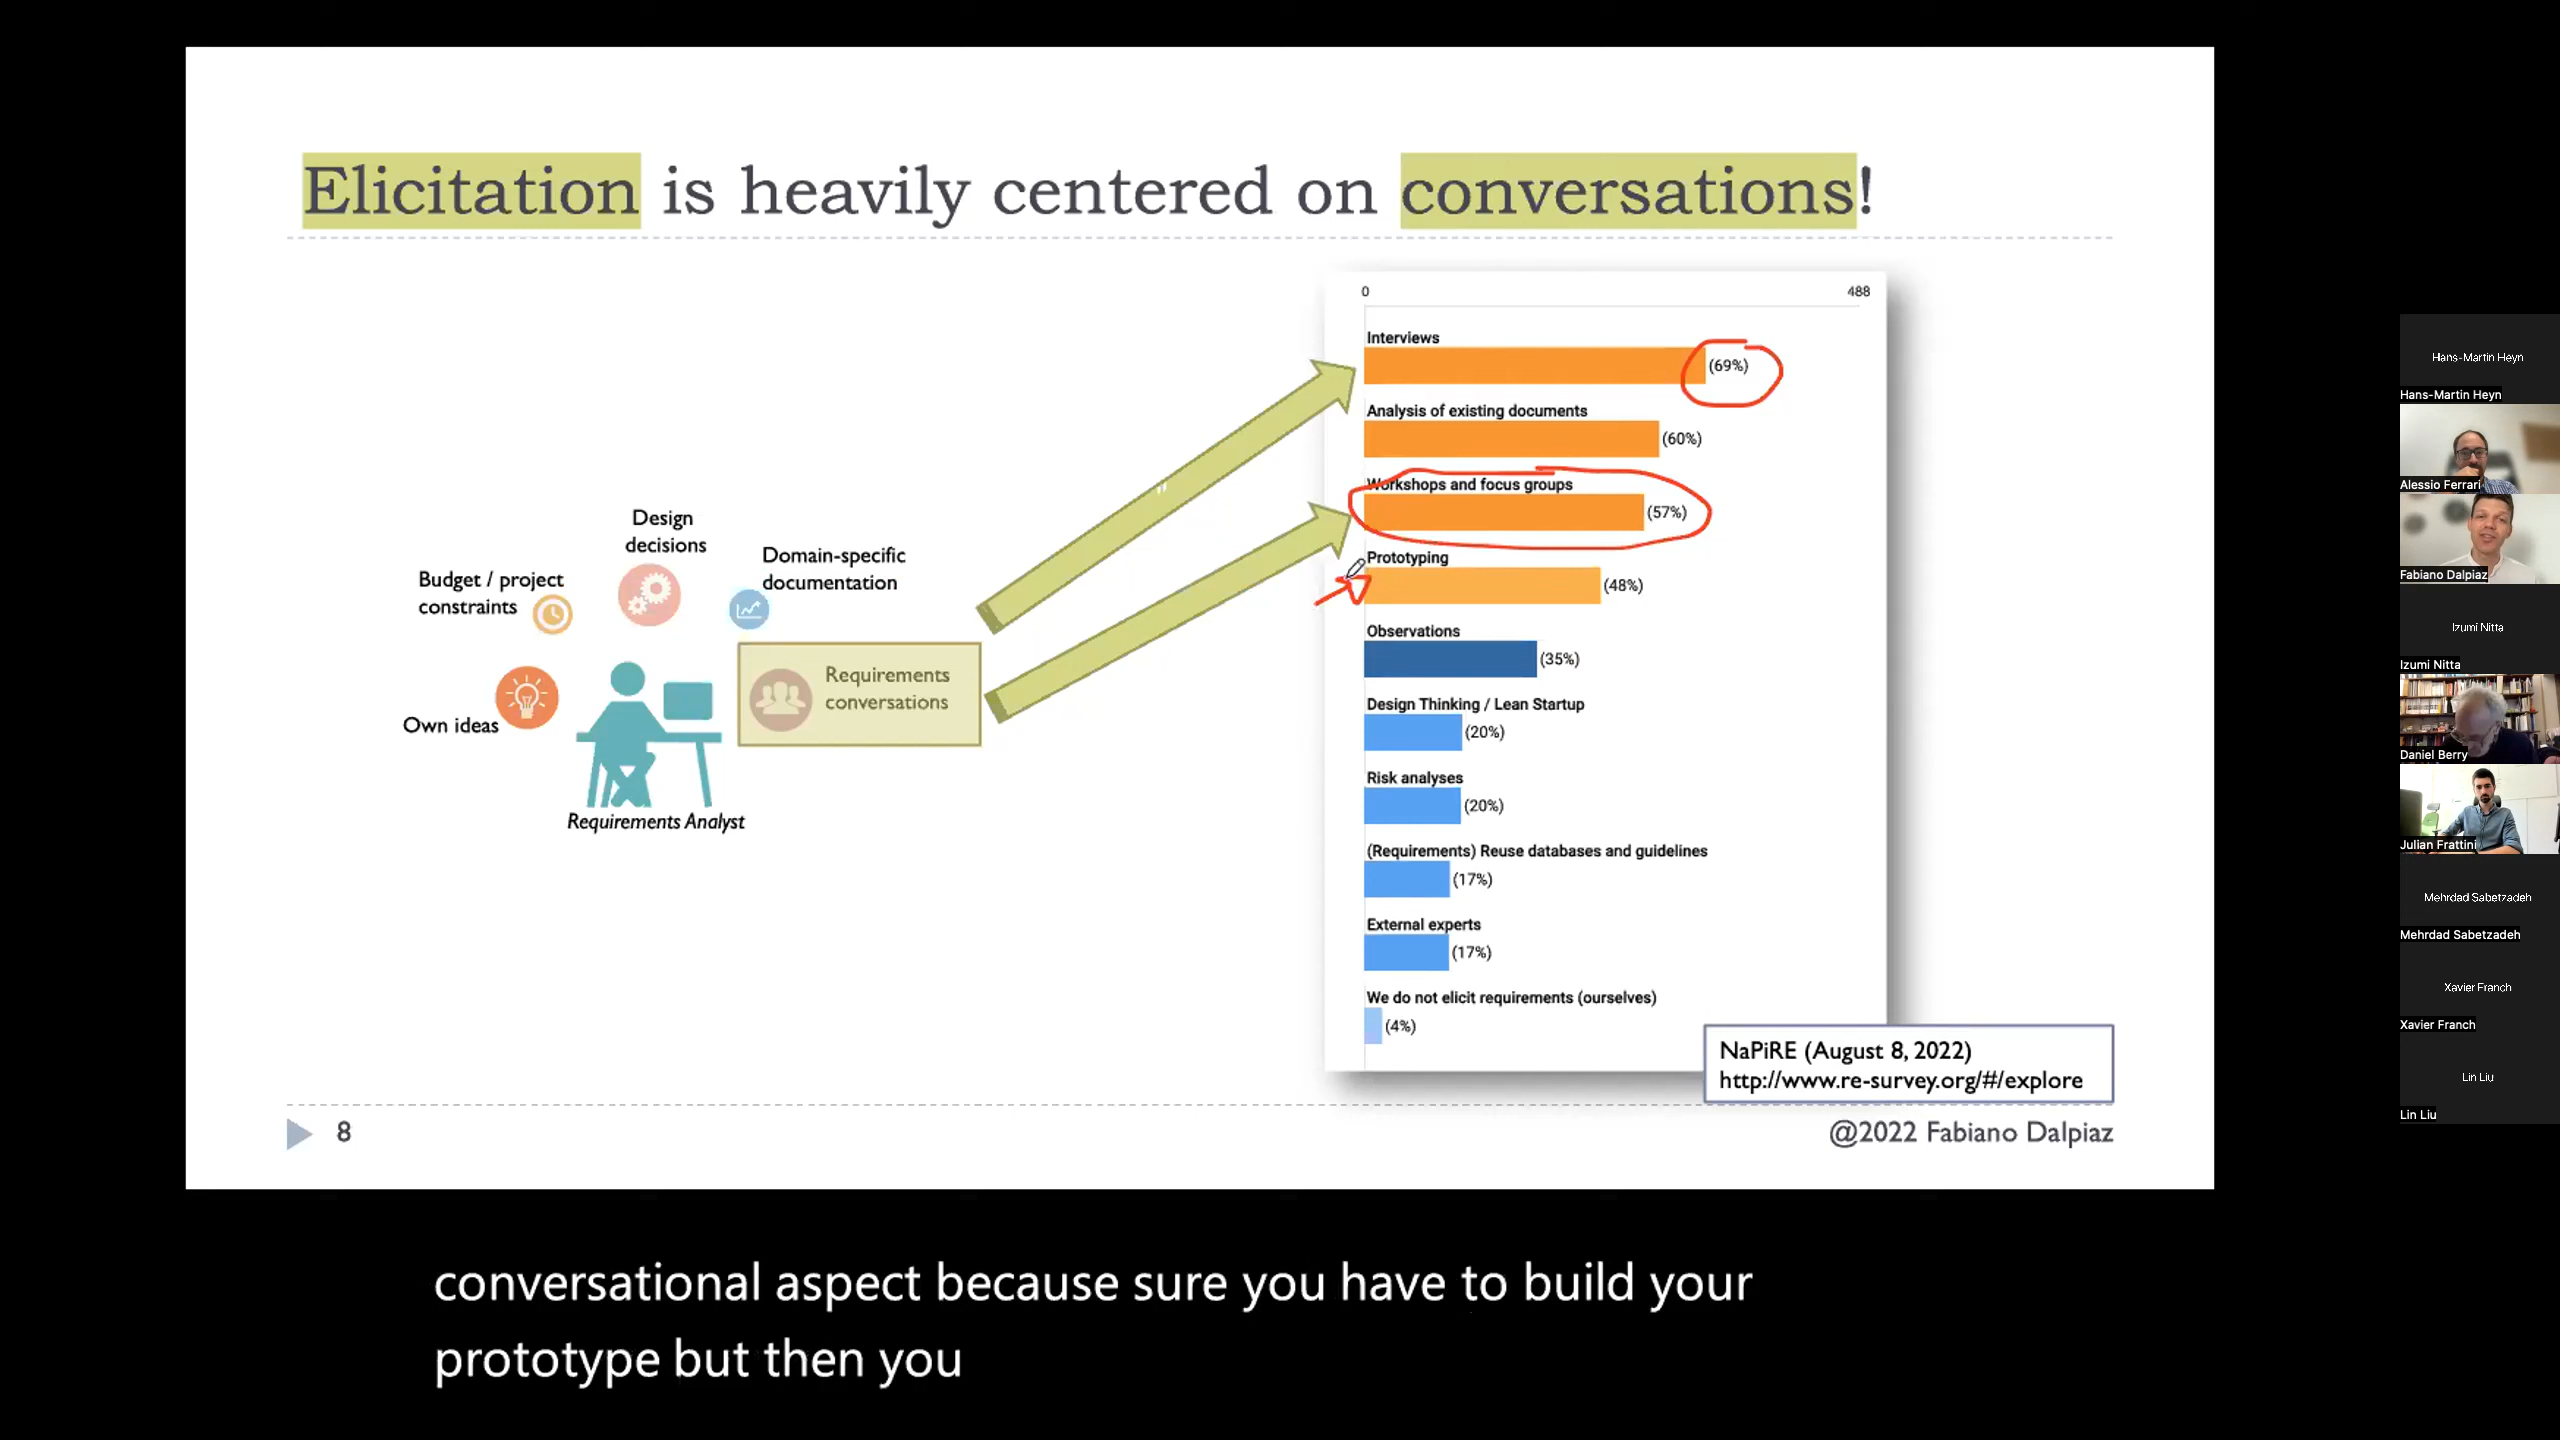 Elicitation is heavily centered on conversations!
Design
decisions
Budget / project
constraints
Domain-specific
documentation
Own ideas
Requirements
conversations
Requirements Analyst
0 488
Interviews
(69%)
Analysis of existing documents
(60%)
Workshops and focus groups
(57%)
Prototyping
(48%)
Observations
(35%)
Design Thinking / Lean Startup
(20%)
Risk analyses
(20%)
(Requirements) Reuse databases and guidelines
(17%)
External experts
(17%)
We do not elicit requirements (ourselves)
(4%)
NaPiRE (August 8, 2022)
http://www.re-survey.org/#/explore
8
@2022 Fabiano Dalpiaz
conversational aspect because sure you have to build your
prototype but then you
Hans-Martin Heyn
Hans-Martin Heyn
Alessio Ferrari
Fabiano Dalpiaz
Izumi Nitta
Izumi Nitta
Daniel Berry
Julian Frattini
Mehrdad Sabetzadeh
Mehrdad Sabetzadeh
Xavier Franch
Xavier Franch
Lin Liu
Lin Liu